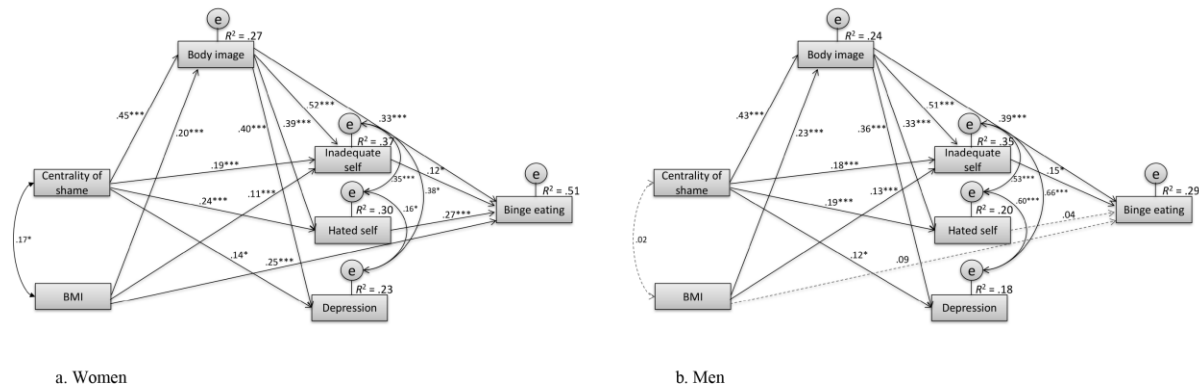 e
R² = .27
Body image
.45***
.20***
.40***
.39***
.52***
.33***
e
R² = .37
Inadequate
self
.12*
.19***
.35***
.38*
Centrality of
shame
.24***
.11***
e
.16*
R² = .30
Hated self
.27***
e
R² = .51
Binge eating
.17*
.14*
.25***
e
R² = .23
BMI
Depression
a. Women
e
R² = .24
Body image
.43***
.23***
.36***
.33***
.51***
.39***
e
R² = .35
Inadequate
self
.15*
.18***
.53***
.66***
Centrality of
shame
.19***
.13***
e
.60***
R² = .20
Hated self
.04
e
R² = .29
Binge eating
.02
.12*
.09
e
R² = .18
BMI
Depression
b. Men